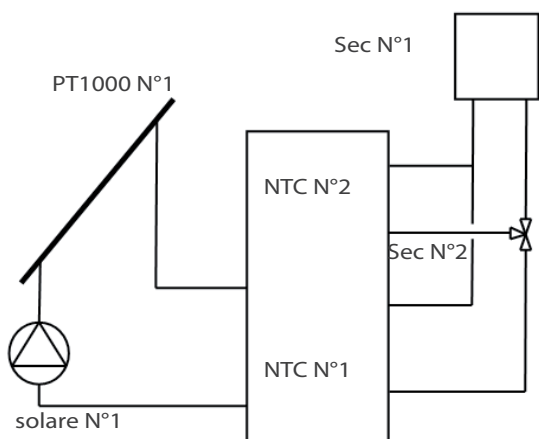 Sec N°1
PT1000 N°1
NTC N°2
Sec N°2
NTC N°1
solare N°1